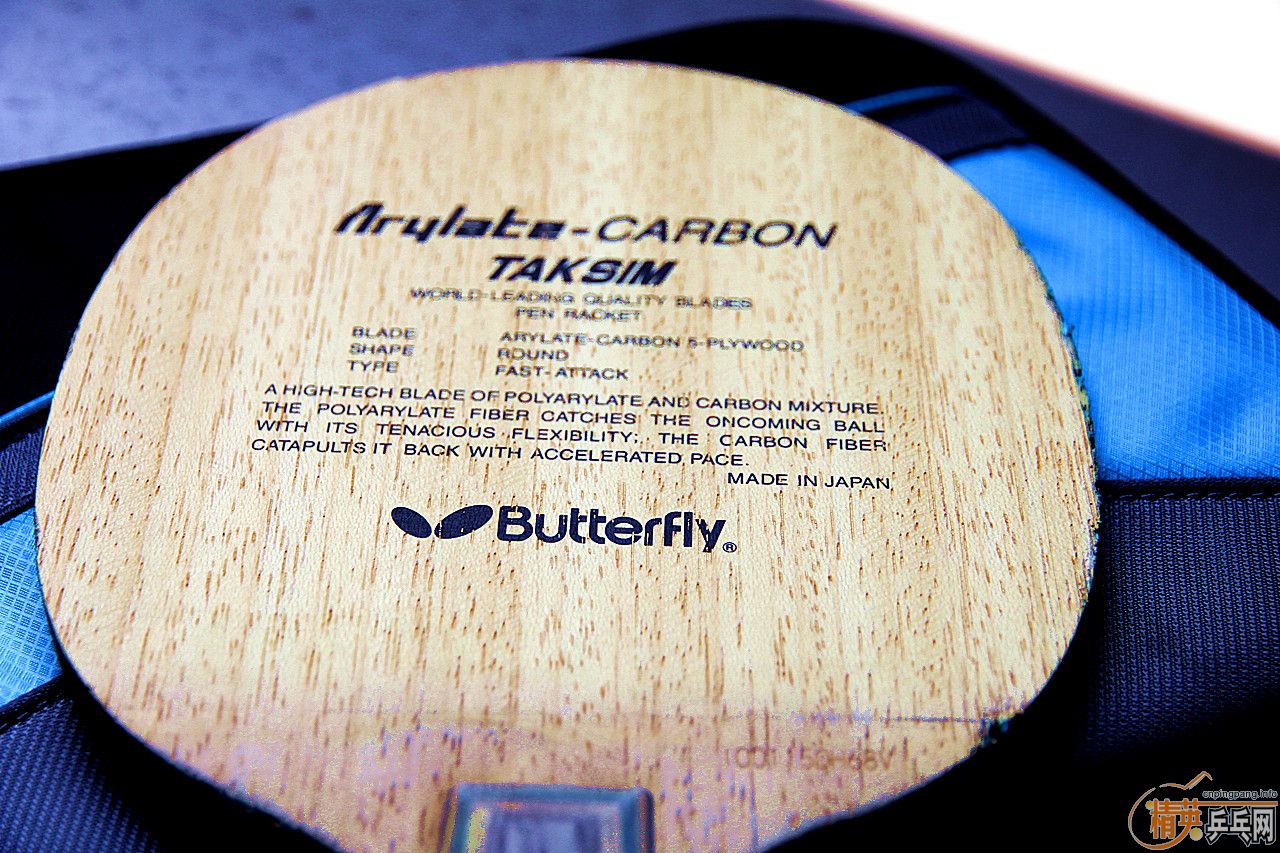 Arylate-CARBON
TAKSIM
WORLD-LEADING QUALITY BLADES
PEN RACKET
BLADE ARYLATE-CARBON 5-PLYWOOD
SHAPE ROUND
TYPE FAST-ATTACK
A HIGH-TECH BLADE OF POLYARYLATE AND CARBON MIXTURE.
THE POLYARYLATE FIBER CATCHES THE ONCOMING BALL
WITH ITS TENACIOUS FLEXIBILITY; THE CARBON FIBER
CATAPULTS IT BACK WITH ACCELERATED PACE.
MADE IN JAPAN
Butterfly®
cnpingpang.info
精英乒乓网